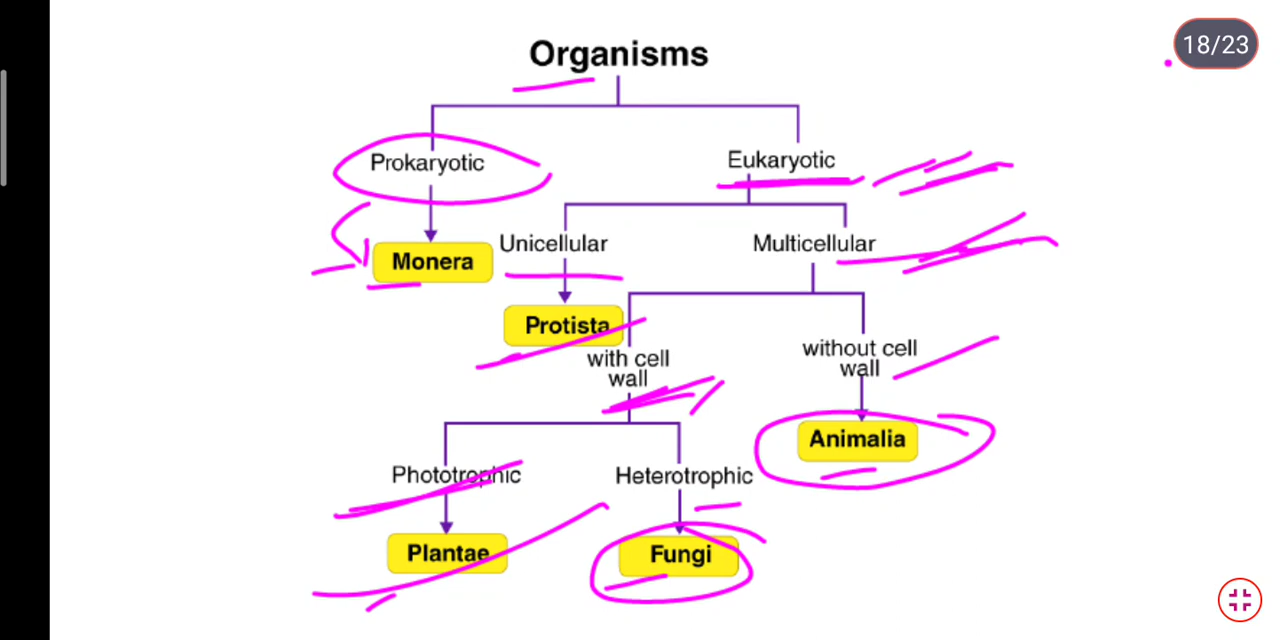 Organisms
18/23
Prokaryotic
Eukaryotic
Monera
Unicellular
Multicellular
Protista
with cell
wall
without cell
wall
Animalia
Phototrophic
Heterotrophic
Plantae
Fungi